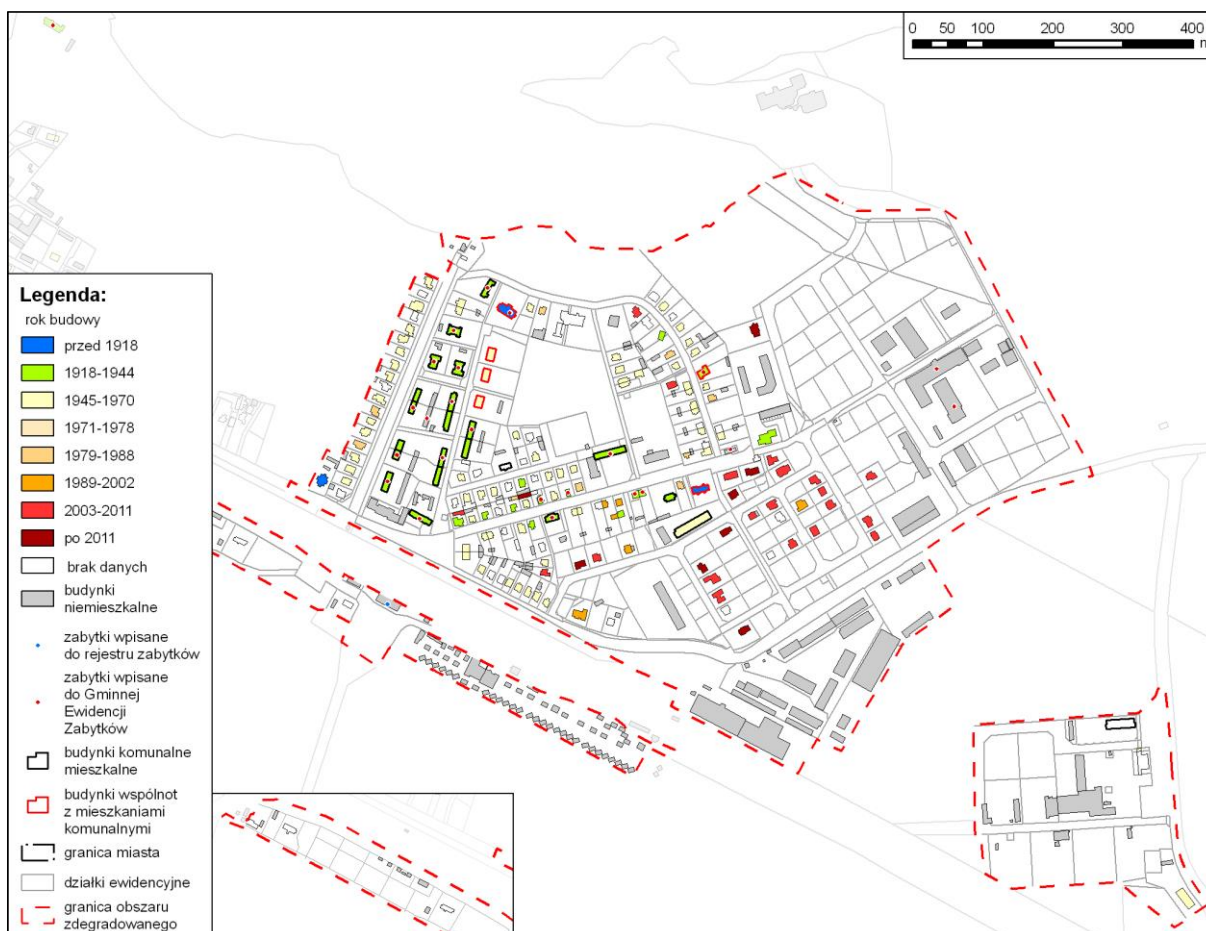 0 50 100 200 300 400
m
Legenda:
rok budowy
przed 1918
1918-1944
1945-1970
1971-1978
1979-1988
1989-2002
2003-2011
po 2011
brak danych
budynki
niemieszkalne
zabytki wpisane
do rejestru zabytków
zabytki wpisane
do Gminnej
Ewidencji
Zabytków
budynki komunalne
mieszkalne
budynki wspólnot
z mieszkaniami
komunalnymi
granica miasta
działki ewidencyjne
granica obszaru
zdegradowanego